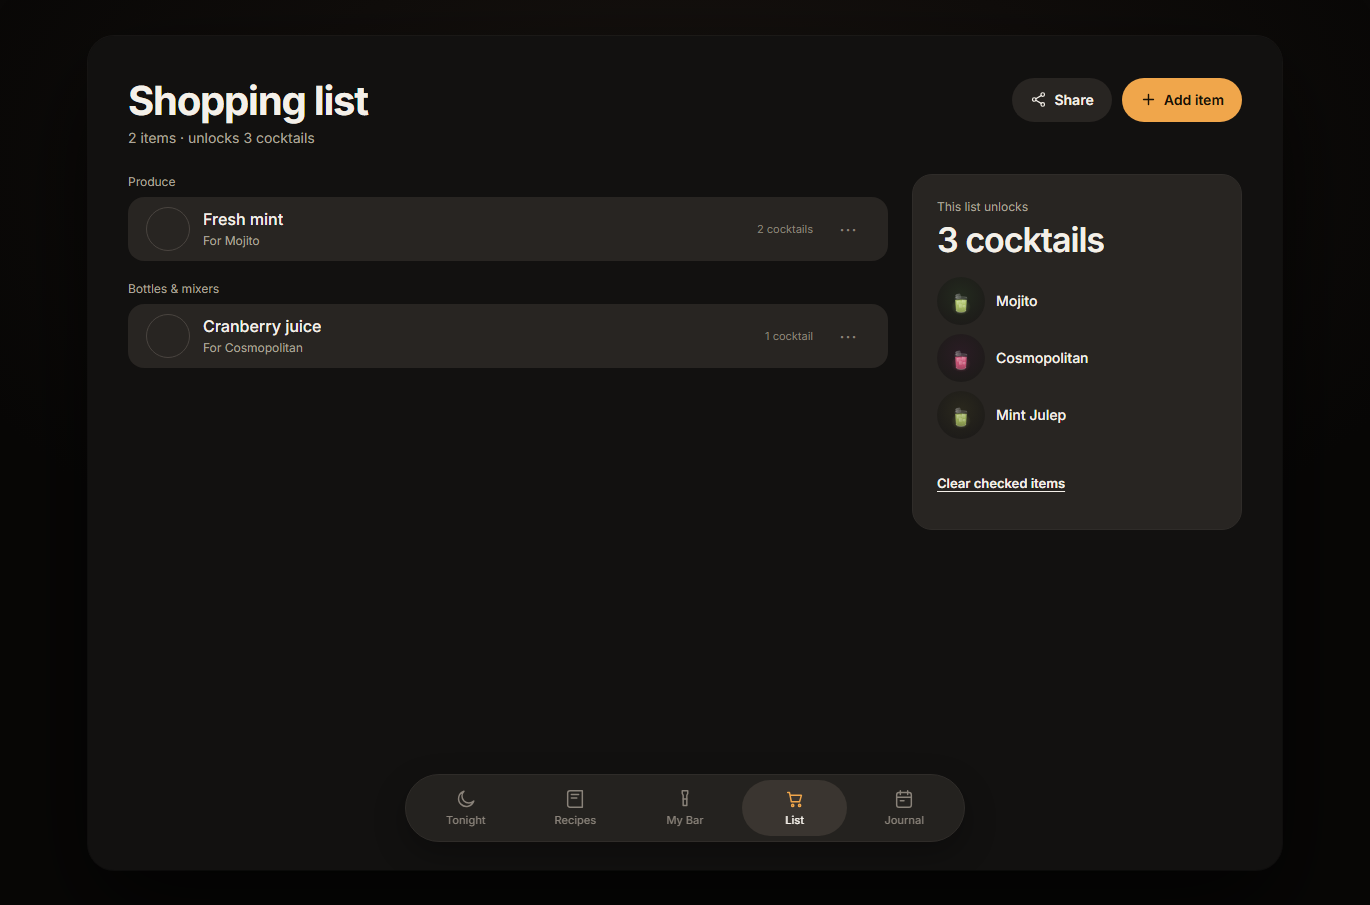 Shopping list
2 items · unlocks 3 cocktails
Share
Add item
Produce
Fresh mint
For Mojito
2 cocktails
Bottles & mixers
Cranberry juice
For Cosmopolitan
1 cocktail
This list unlocks
3 cocktails
Mojito
Cosmopolitan
Mint Julep
Clear checked items
Tonight
Recipes
My Bar
List
Journal